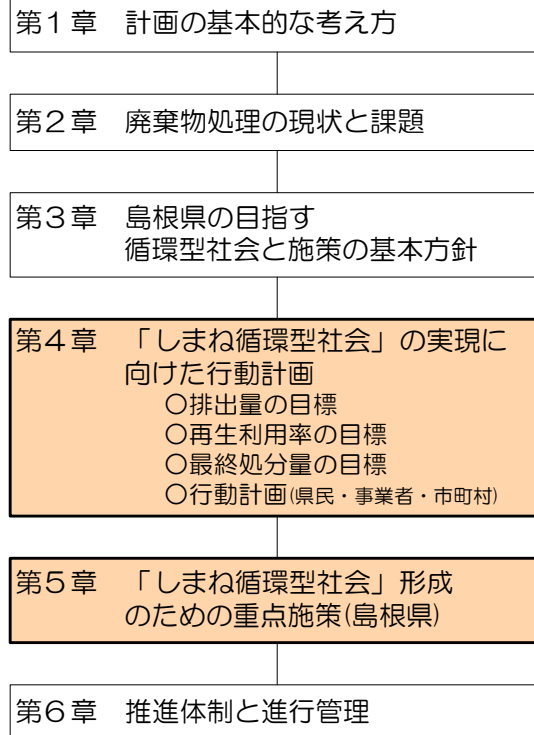 第１章　計画の基本的な考え方
第２章　廃棄物処理の現状と課題
第３章　島根県の目指す
循環型社会と施策の基本方針
第４章　「しまね循環型社会」の実現に
向けた行動計画
○排出量の目標
○再生利用率の目標
○最終処分量の目標
○行動計画(県民・事業者・市町村)
第５章　「しまね循環型社会」形成
のための重点施策(島根県)
第６章　推進体制と進行管理